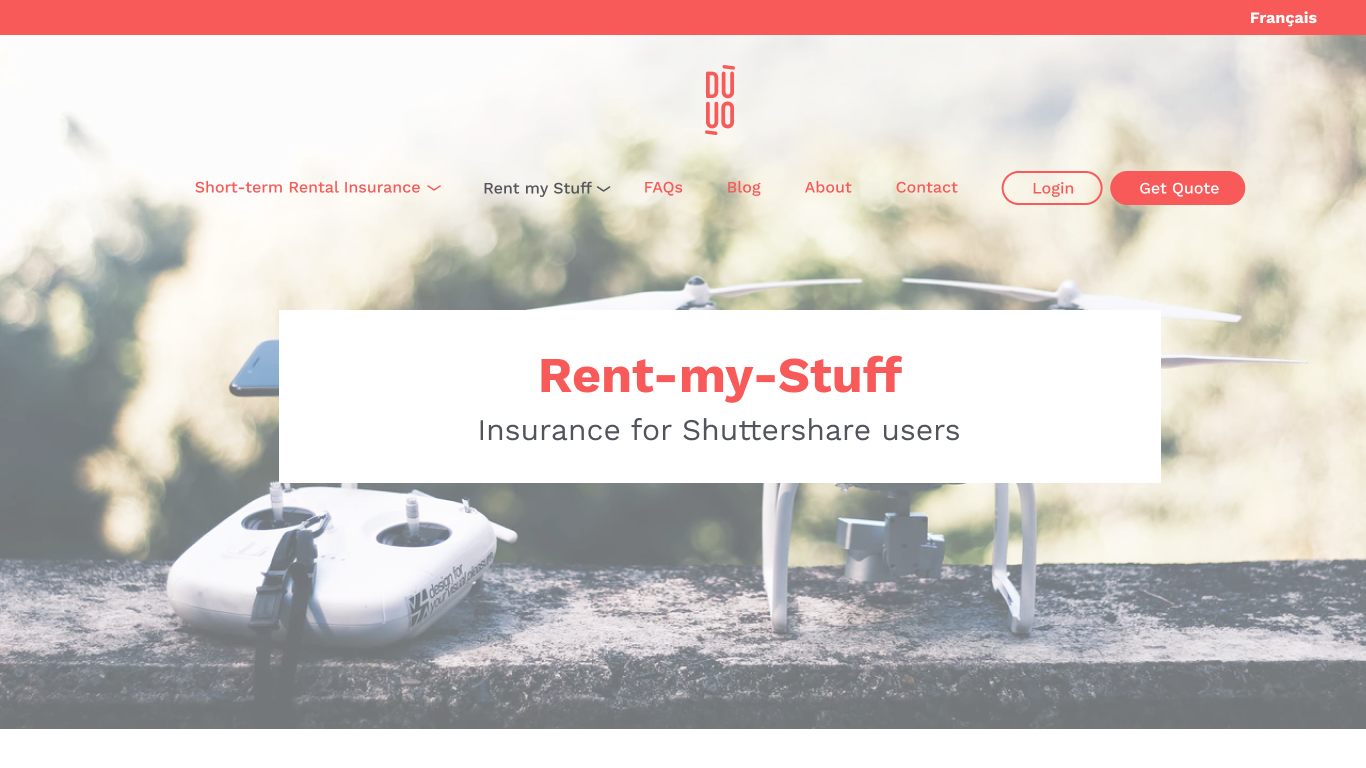 Français
DUUO
Short-term Rental Insurance
Rent my Stuff
FAQs
Blog
About
Contact
Login
Get Quote
Rent-my-Stuff
Insurance for Shuttershare users
design for
your visual pleasure